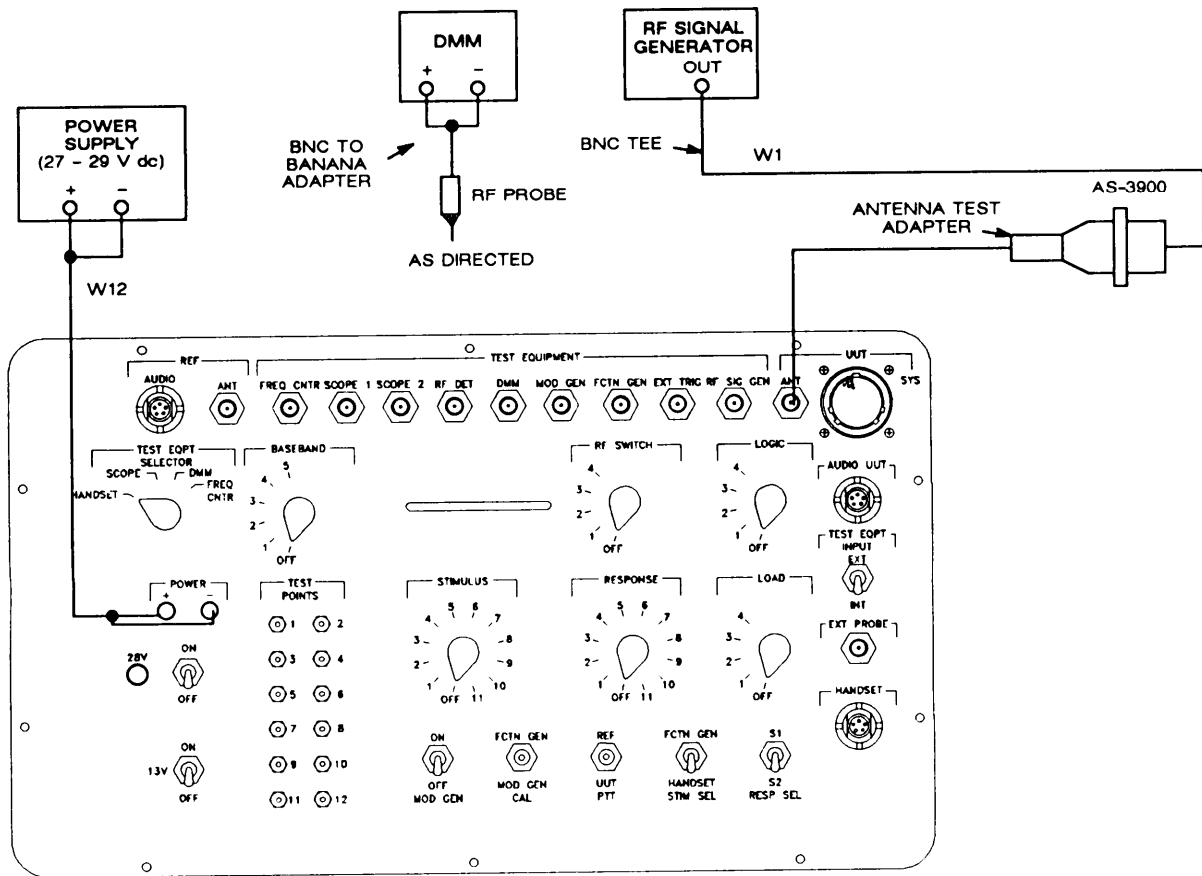 DMM
+ −
RF SIGNAL
GENERATOR
OUT
POWER
SUPPLY
(27 - 29 V dc)
+ −
BNC TO
BANANA
ADAPTER
RF PROBE
AS DIRECTED
BNC TEE
W1
AS-3900
ANTENNA TEST
ADAPTER
W12
REF
TEST EQUIPMENT
UUT
AUDIO
ANT
FREQ CNTR
SCOPE 1
SCOPE 2
RF DET
DMM
MOD GEN
FCTN GEN
EXT TRIG
RF SIG GEN
ANT
SYS
TEST EQPT
SELECTOR
SCOPE
DMM
HANDSET
FREQ
CNTR
BASEBAND
5
4
3
2
1
OFF
RF SWITCH
4
3
2
1
OFF
LOGIC
4
3
2
1
OFF
AUDIO UUT
TEST EQPT
INPUT
EXT
INT
POWER
+ −
TEST
POINTS
1 2
3 4
5 6
7 8
9 10
11 12
STIMULUS
5 6
4 7
3 8
2 9
1 10
OFF 11
RESPONSE
5 6
4 7
3 8
2 9
1 10
OFF 11
LOAD
4
3
2
1
OFF
EXT PROBE
28V
ON
OFF
HANDSET
13V
ON
OFF
ON
OFF
MOD GEN
FCTN GEN
MOD GEN
CAL
REF
UUT
PTT
FCTN GEN
HANDSET
STIM SEL
S1
S2
RESP SEL